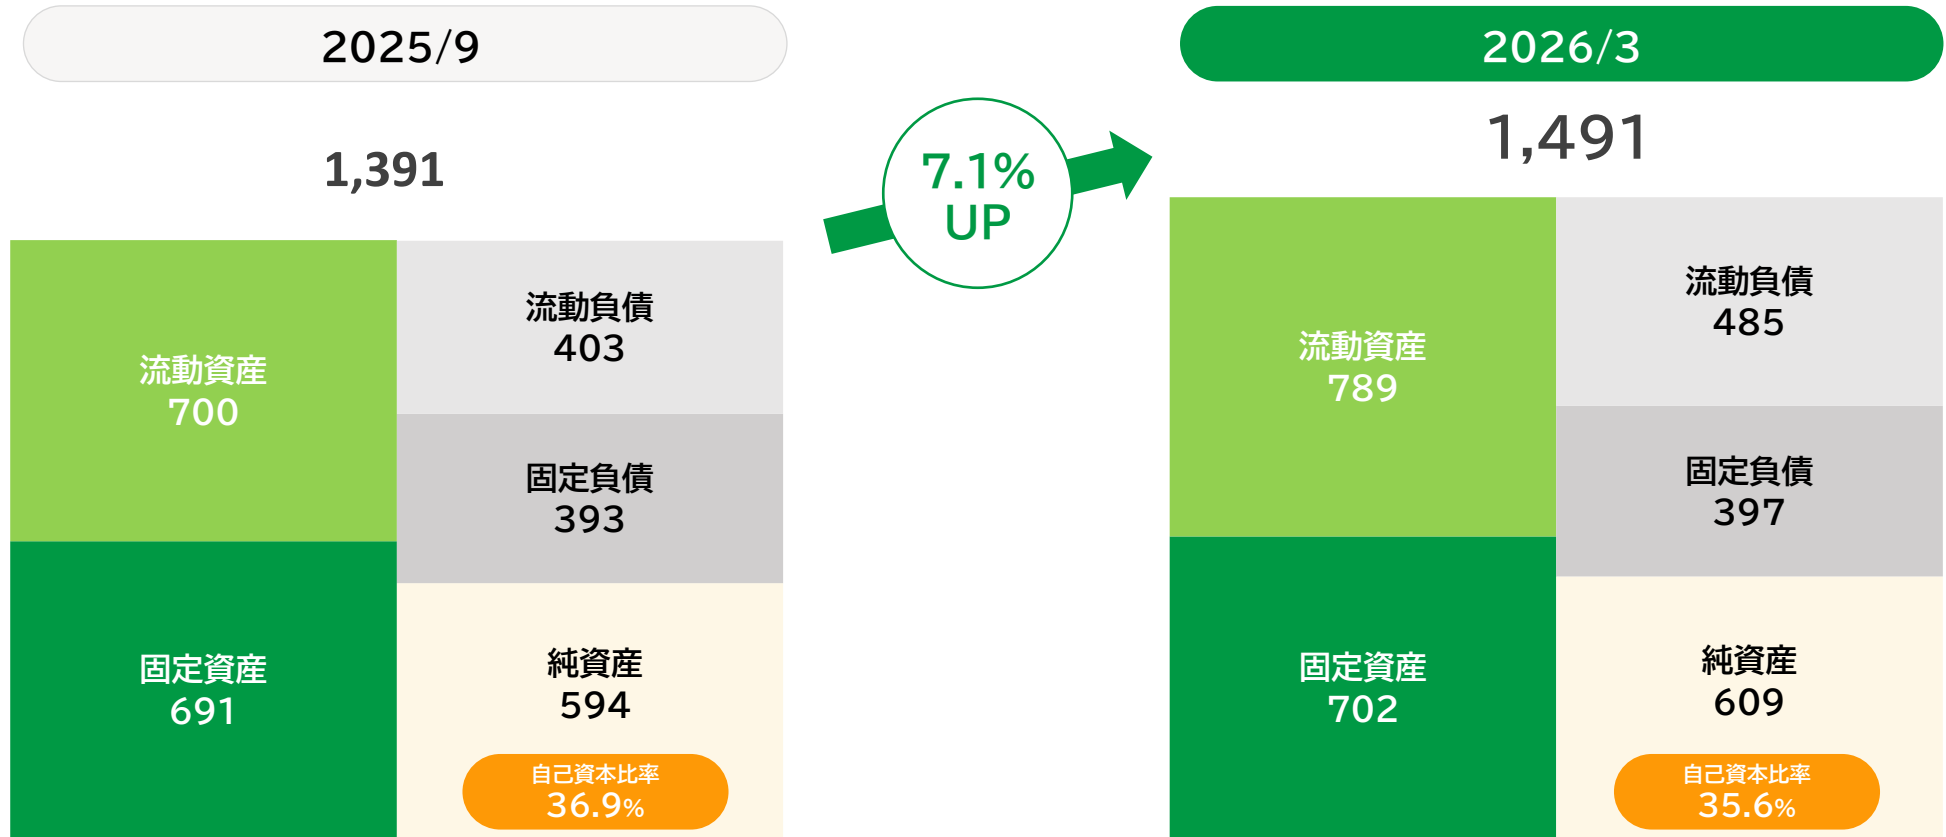 2025/9
1,391
流動資産
700
固定資産
691
流動負債
403
固定負債
393
純資産
594
自己資本比率
36.9%
7.1%
UP
2026/3
1,491
流動資産
789
固定資産
702
流動負債
485
固定負債
397
純資産
609
自己資本比率
35.6%